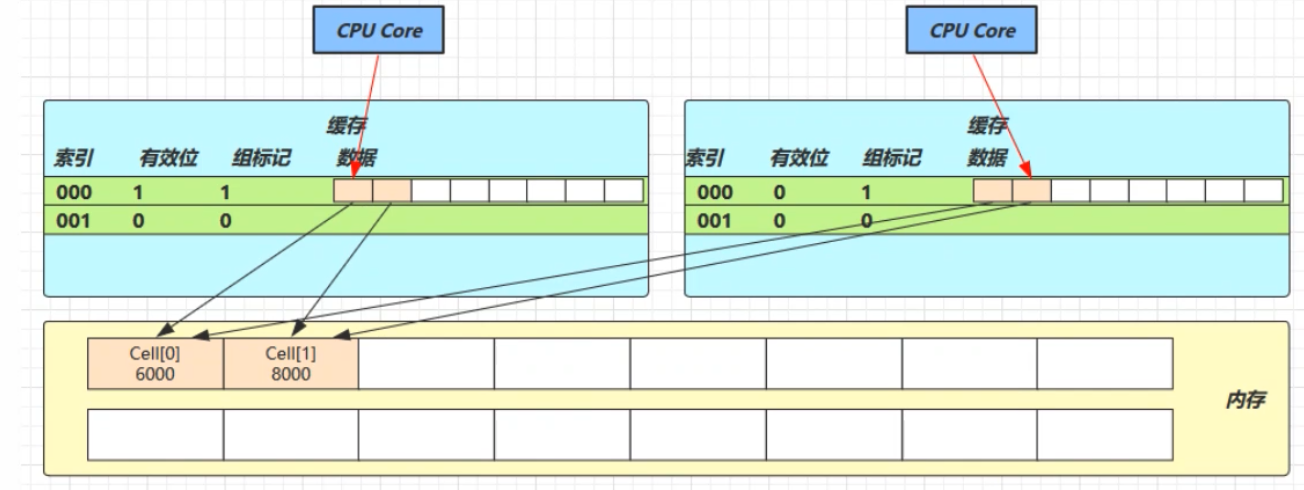 CPU Core
CPU Core
缓存
缓存
索引 有效位 组标记 数据
索引 有效位 组标记 数据
000 1 1
000 0 1
001 0 0
001 0 0
Cell[0]
6000
Cell[1]
8000
内存